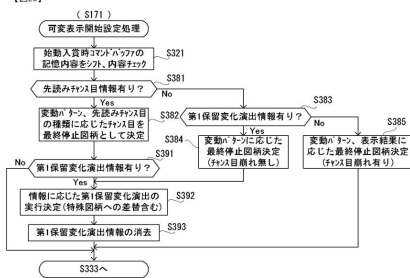 (S171)
可変表示開始設定処理
始動入賞時コマンドバッファの
記憶内容をシフト、内容チェック
S321
S381
先読みチャンス目情報有り?
No
Yes
S383
第1保留変化演出情報有り?
No
Yes
変動パターン、先読みチャンス目
の種類に応じたチャンス目を
最終停止図柄として決定
S382
S384
変動パターンに応じた
最終停止図柄決定
(チャンス目崩れ無し)
S385
変動パターン、表示結果に
応じた最終停止図柄決定
(チャンス目崩れ有り)
S391
No
第1保留変化演出情報有り?
Yes
情報に応じた第1保留変化演出の
実行決定(特殊図柄への差替含む)
S392
第1保留変化演出情報の消去
S393
S333へ